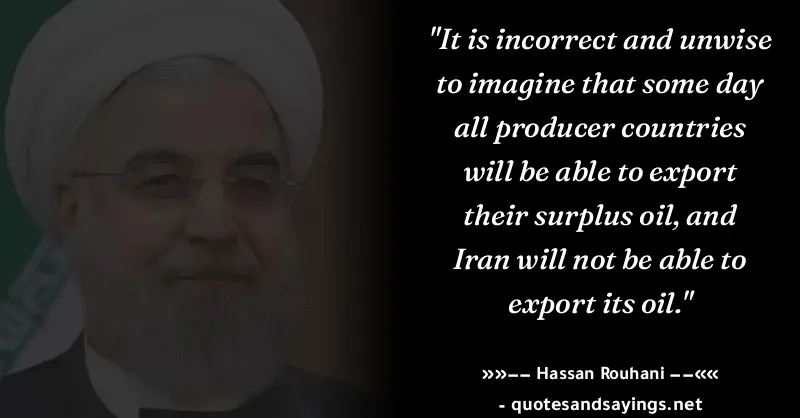 "It is incorrect and unwise
to imagine that some day
all producer countries
will be able to export
their surplus oil, and
Iran will not be able to
export its oil."
»»–– Hassan Rouhani ––««
- quotesandsayings.net